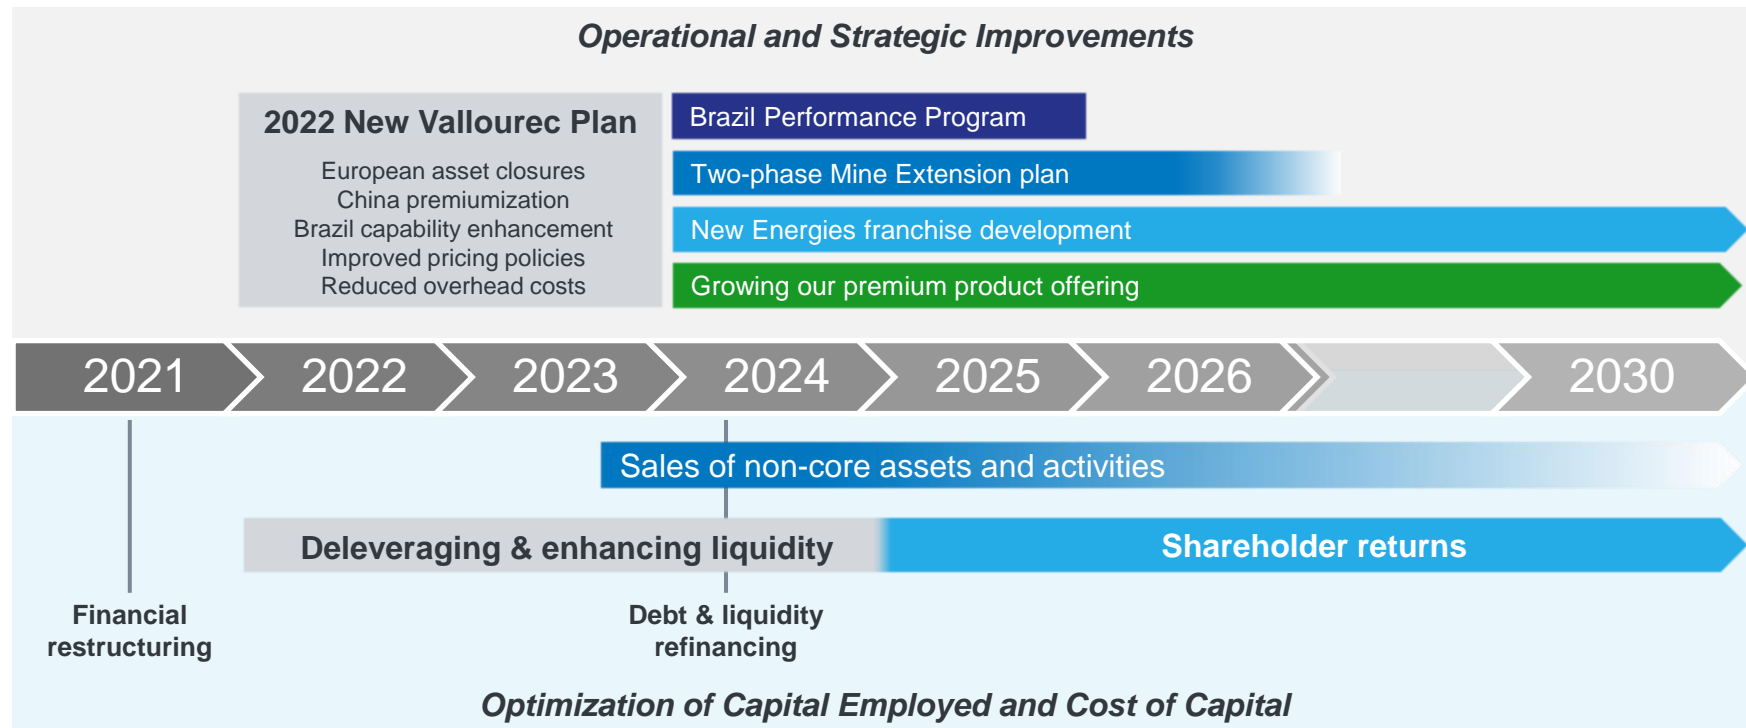 Operational and Strategic Improvements
2022 New Vallourec Plan
European asset closures
China premiumization
Brazil capability enhancement
Improved pricing policies
Reduced overhead costs
Brazil Performance Program
Two-phase Mine Extension plan
New Energies franchise development
Growing our premium product offering
2021 2022 2023 2024 2025 2026 2030
Sales of non-core assets and activities
Deleveraging & enhancing liquidity
Shareholder returns
Financial
restructuring
Debt & liquidity
refinancing
Optimization of Capital Employed and Cost of Capital